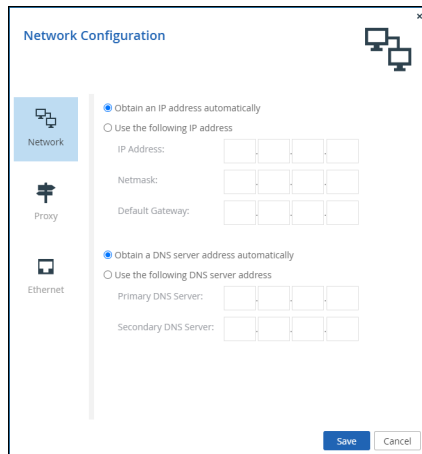 ×
Network Configuration
Network
Proxy
Ethernet
Obtain an IP address automatically
Use the following IP address
IP Address:
. . .
Netmask:
. . .
Default Gateway:
. . .
Obtain a DNS server address automatically
Use the following DNS server address
Primary DNS Server:
. . .
Secondary DNS Server:
. . .
Save
Cancel